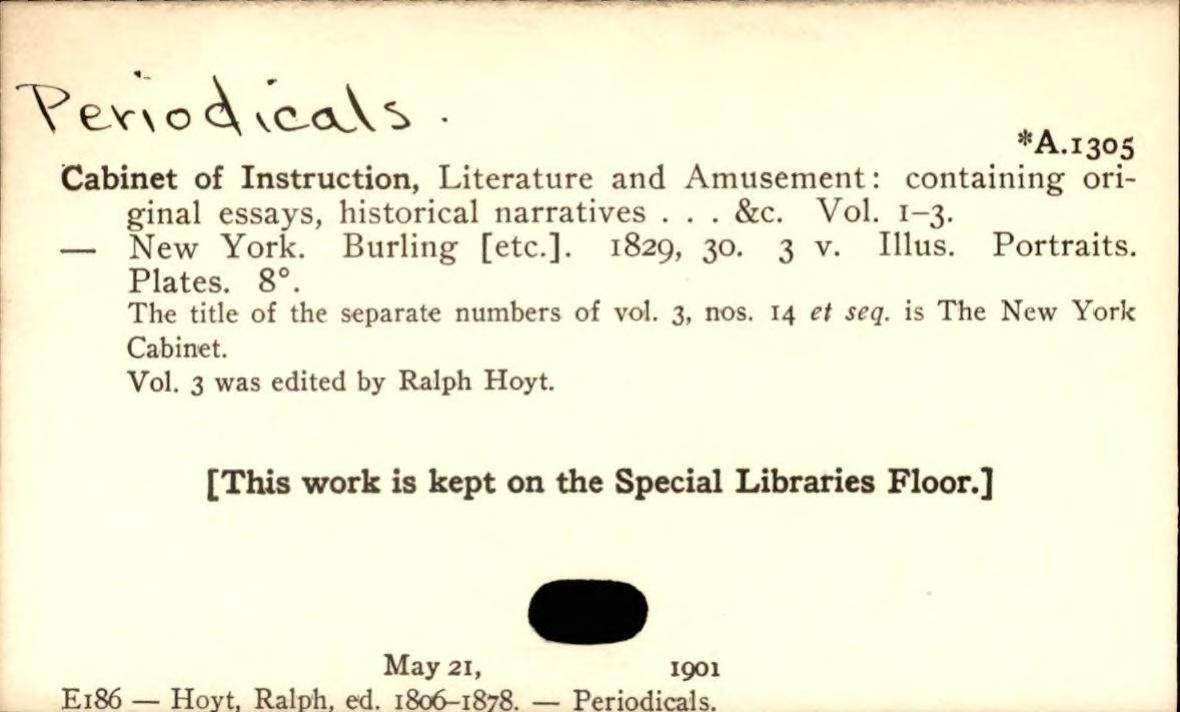 Periodicals.
*A.1305
Cabinet of Instruction, Literature and Amusement: containing ori-
ginal essays, historical narratives . . . &c. Vol. 1–3.
— New York. Burling [etc.]. 1829, 30. 3 v. Illus. Portraits.
Plates. 8°.
The title of the separate numbers of vol. 3, nos. 14 et seq. is The New York
Cabinet.
Vol. 3 was edited by Ralph Hoyt.
[This work is kept on the Special Libraries Floor.]
May 21, 1901
E186 — Hoyt, Ralph, ed. 1806–1878. — Periodicals.